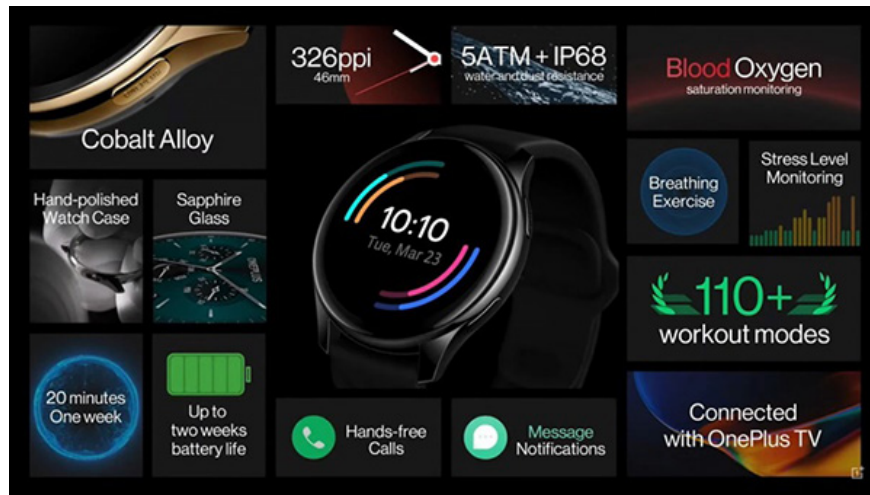 Cobalt Alloy
326ppi
46mm
5ATM + IP68
water and dust resistance
Blood Oxygen
saturation monitoring
Hand-polished
Watch Case
Sapphire
Glass
10:10
Tue, Mar 23
Breathing
Exercise
Stress Level
Monitoring
110+
workout modes
20 minutes
One week
Up to
two weeks
battery life
Hands-free
Calls
Message
Notifications
Connected
with OnePlus TV